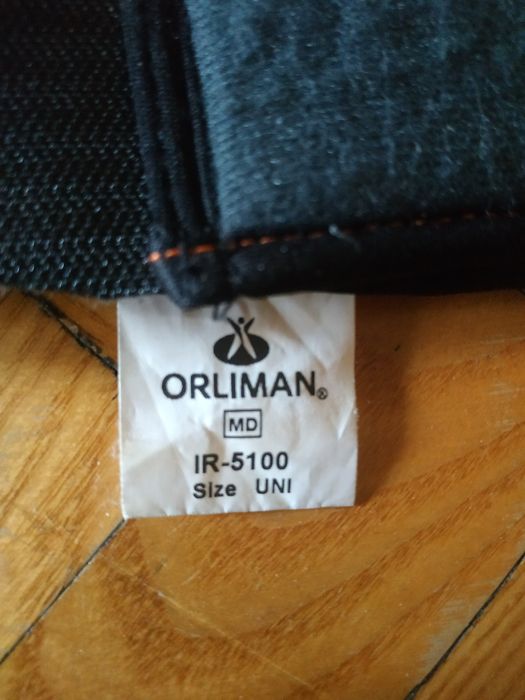 ORLIMAN®
MD
IR-5100
Size UNI